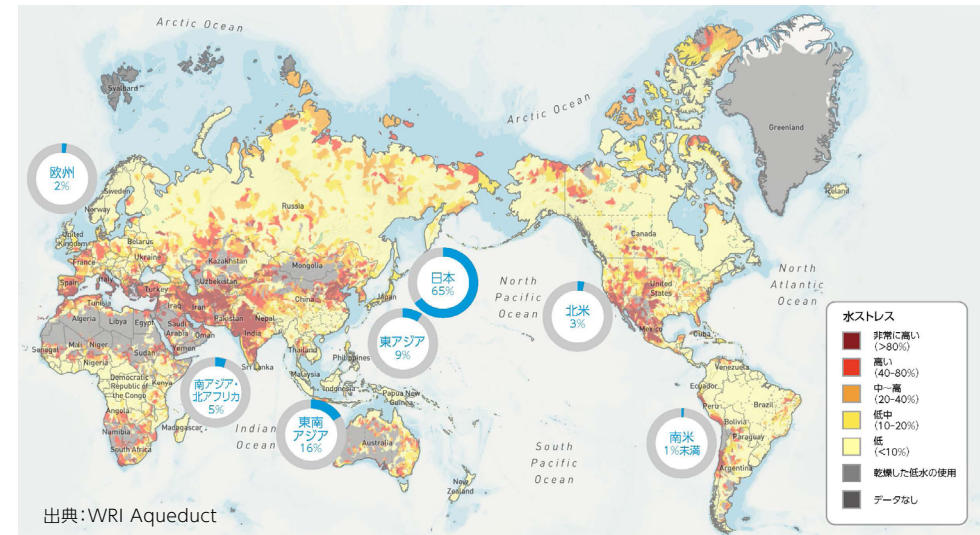 Arctic Ocean
Svalbard
Arctic Ocean
Greenland
Iceland
欧州
2%
Sweden
Norway
Russia
United
Kingdom
Belarus
Ukraine
France
Kazakhstan
Mongolia
Spain
Italy
Turkey
Uzbekistan
China
Japan
Tunisia
Iraq
Iran
Pakistan
Nepal
India
Algeria
Libya
Egypt
Saudi
Arabia
Oman
Yemen
Senegal
Mali
Niger
Sudan
Nigeria
Thailand
Philippines
Sri Lanka
Malaysia
Democratic
Republic of
the Congo
Kenya
Indonesia
Papua New
Guinea
Angola
Namibia
Madagascar
South Africa
Indian
Ocean
Australia
New
Zealand
日本
65%
東アジア
9%
南アジア・
北アフリカ
5%
東南
アジア
16%
North
Pacific
Ocean
北米
3%
Canada
United
States
Mexico
Cuba
North
Atlantic
Ocean
Venezuela
Ecuador
Peru
Brazil
Bolivia
Paraguay
Argentina
南米
1%未満
South
Pacific
Ocean
水ストレス
非常に高い
(>80%)
高い
(40-80%)
中〜高
(20-40%)
低中
(10-20%)
低
(<10%)
乾燥した低水の使用
データなし
出典：WRI Aqueduct